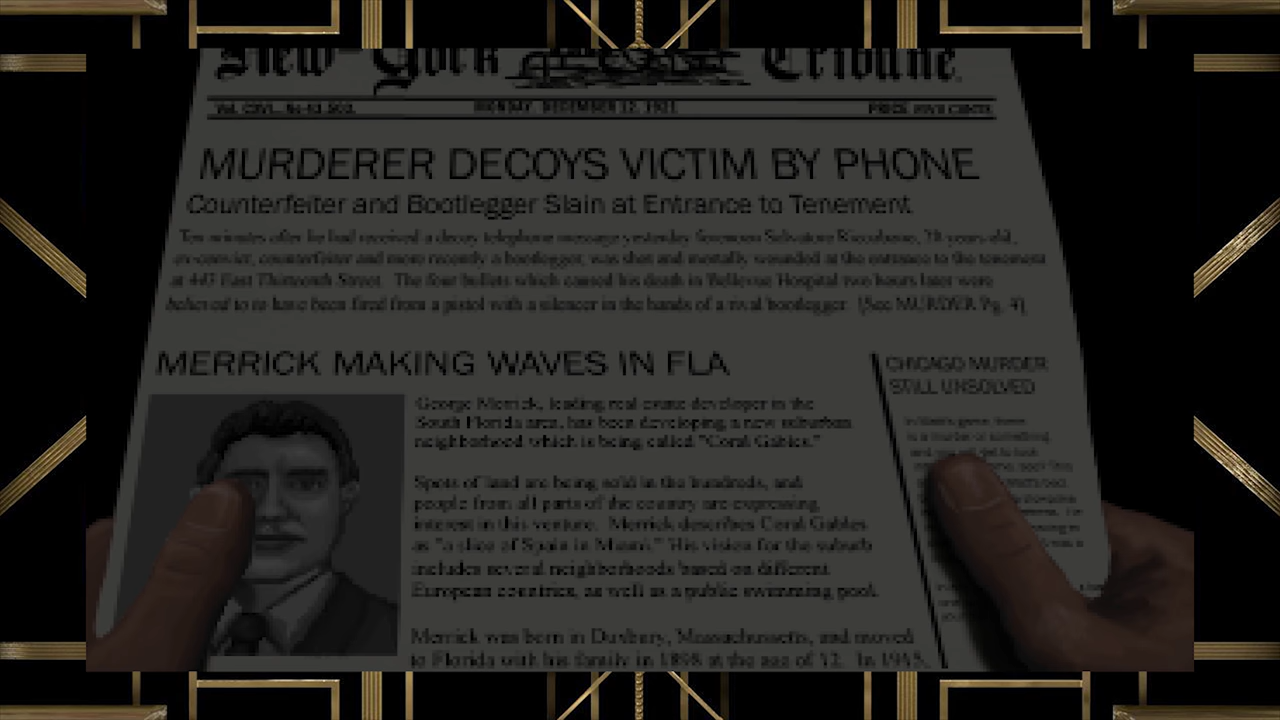 New York Tribune
MONDAY, DECEMBER 12, 1921
PRICE FIVE CENTS
MURDERER DECOYS VICTIM BY PHONE
Counterfeiter and Bootlegger Slain at Entrance to Tenement
Ten minutes after he had received a decoy telephone message yesterday forenoon Salvatore years old,
ex-convict, counterfeiter and more recently a bootlegger, was shot and mortally wounded at the entrance to the tenement
at 447 East Thirteenth Street. The four bullets which caused his death in Bellevue Hospital two hours later were
believed to to have been fired from a pistol with a silencer in the hands of a rival bootlegger. (See MURDER Pg. 4)
MERRICK MAKING WAVES IN FLA
CHICAGO MURDER
STILL UNSOLVED
George Merrick, leading real estate developer in the
South Florida area, has been developing a new suburban
neighborhood which is being called "Coral Gables."
Spots of land are being sold in the hundreds, and
people from all parts of the country are expressing
interest in this venture. Merrick describes Coral Gables
as "a slice of Spain in Miami." His vision for the suburb
includes several neighborhoods based on different
European countries, as well as a public swimming pool.
Merrick was born in Duxbury, Massachusetts, and moved
to Florida with his family in 1898 at the age of 12. In
is a murder of something